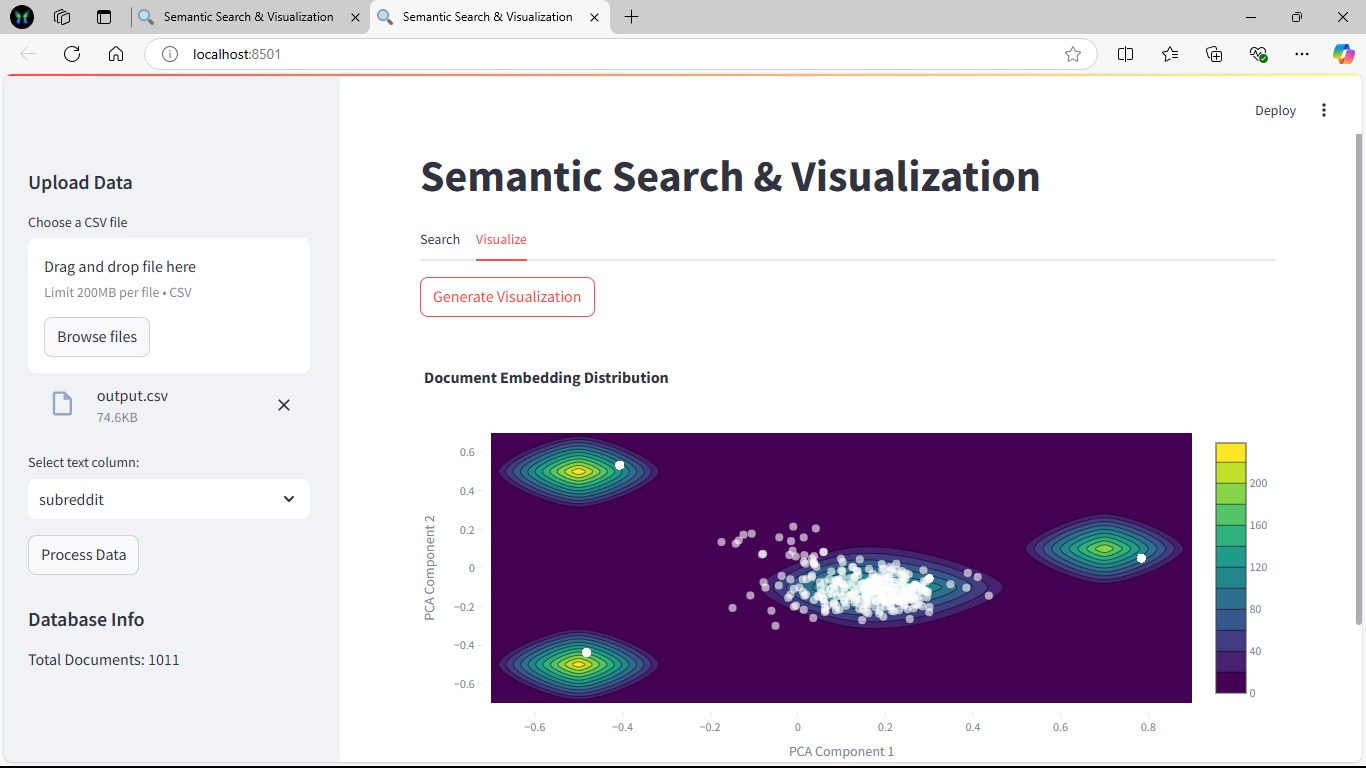 Semantic Search & Visualization
Semantic Search & Visualization
localhost:8501
Deploy
Upload Data
Choose a CSV file
Drag and drop file here
Limit 200MB per file • CSV
Browse files
output.csv
74.6KB
Select text column:
subreddit
Process Data
Database Info
Total Documents: 1011
Semantic Search & Visualization
Search Visualize
Generate Visualization
Document Embedding Distribution
PCA Component 2
0.6
0.4
0.2
0
−0.2
−0.4
−0.6
−0.6 −0.4 −0.2 0 0.2 0.4 0.6 0.8
PCA Component 1
200
160
120
80
40
0